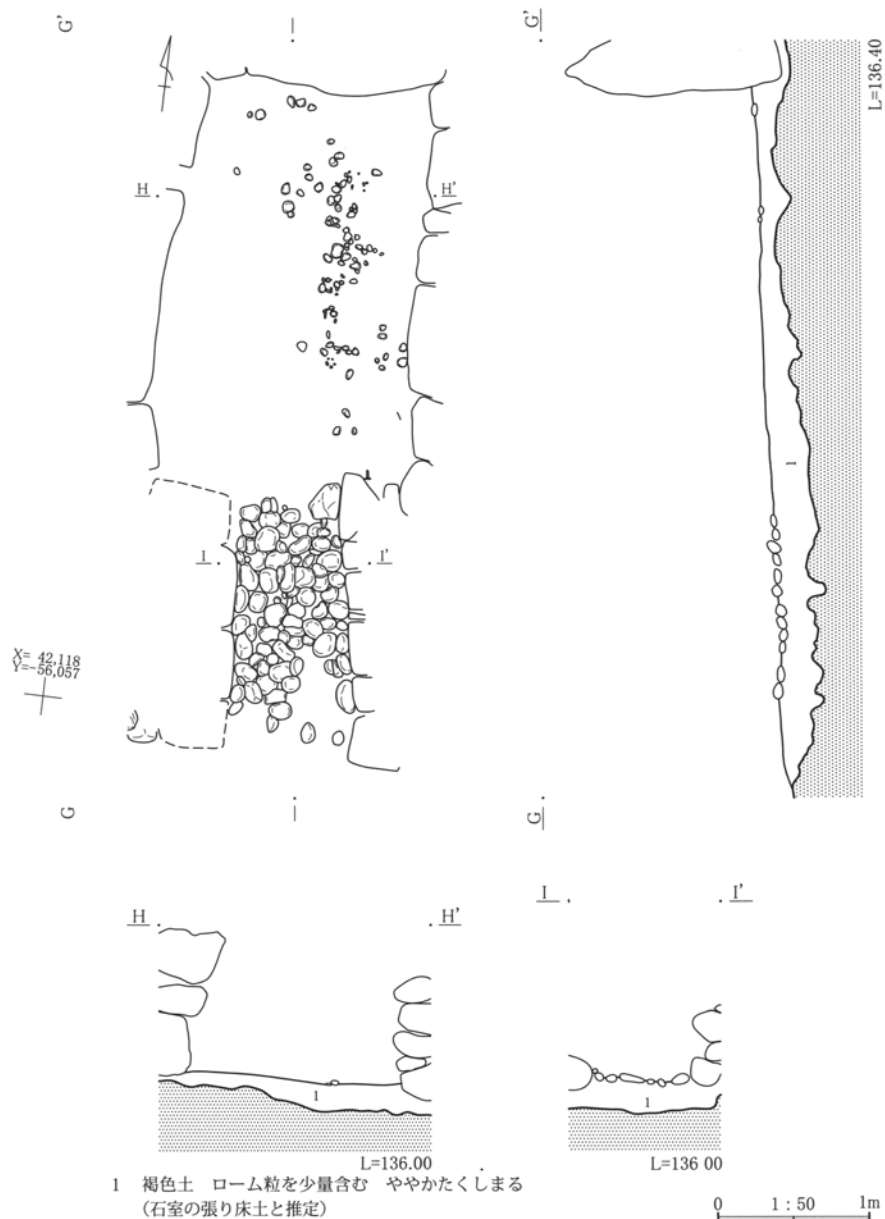 G'
G'
L=136.40
H
H'
1
I
I'
X= 42,118
Y=-56,057
G
G
H
H'
I
I'
1
1
L=136.00
L=136 00
1 褐色土 ローム粒を少量含む ややかたくしまる
(石室の張り床土と推定)
0 1:50 1m